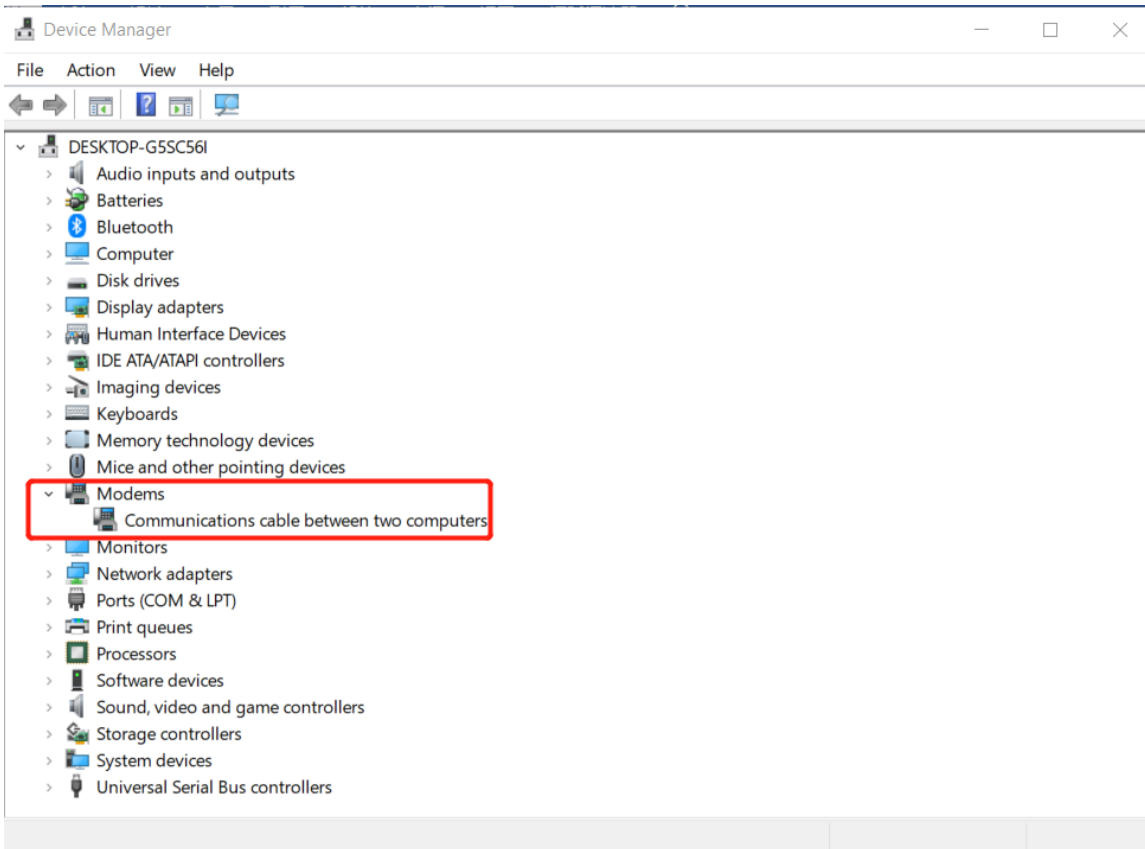 Device Manager
File Action View Help
DESKTOP-G5SC56I
Audio inputs and outputs
Batteries
Bluetooth
Computer
Disk drives
Display adapters
Human Interface Devices
IDE ATA/ATAPI controllers
Imaging devices
Keyboards
Memory technology devices
Mice and other pointing devices
Modems
Communications cable between two computers
Monitors
Network adapters
Ports (COM & LPT)
Print queues
Processors
Software devices
Sound, video and game controllers
Storage controllers
System devices
Universal Serial Bus controllers